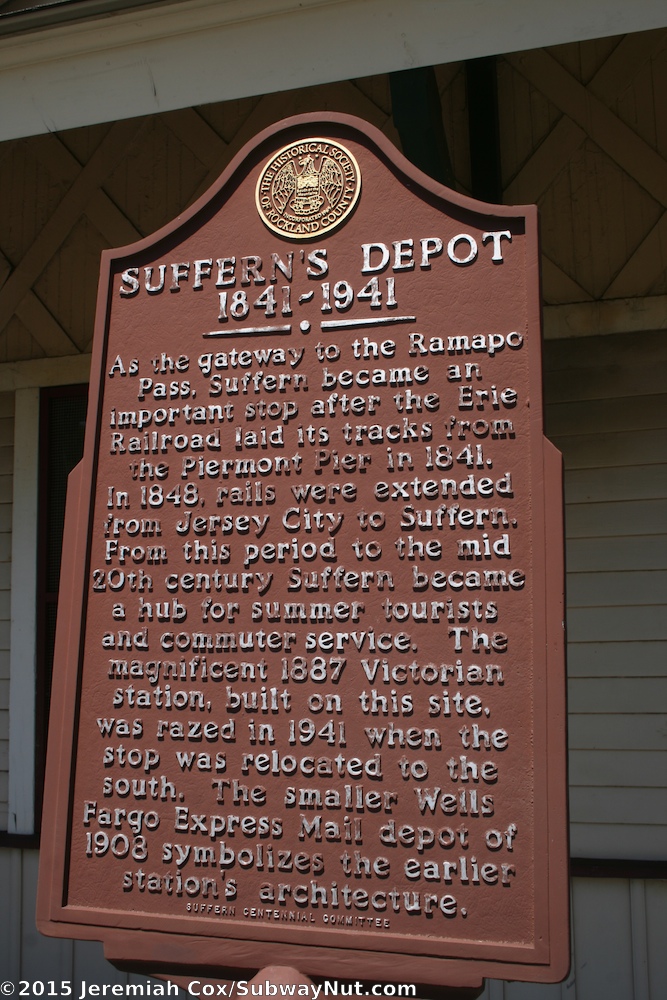 THE HISTORICAL SOCIETY
OF ROCKLAND COUNTY
INCORPORATED
SUFFERN'S DEPOT
1841-1941
As the gateway to the Ramapo
Pass, Suffern became an
important stop after the Erie
Railroad laid its tracks from
the Piermont Pier in 1841.
In 1848, rails were extended
from Jersey City to Suffern.
From this period to the mid
20th century Suffern became
a hub for summer tourists
and commuter service. The
magnificent 1887 Victorian
station, built on this site,
was razed in 1941 when the
stop was relocated to the
south. The smaller Wells
Fargo Express Mail depot of
1908 symbolizes the earlier
station's architecture.
SUFFERN CENTENNIAL COMMITTEE
©2015 Jeremiah Cox/SubwayNut.com